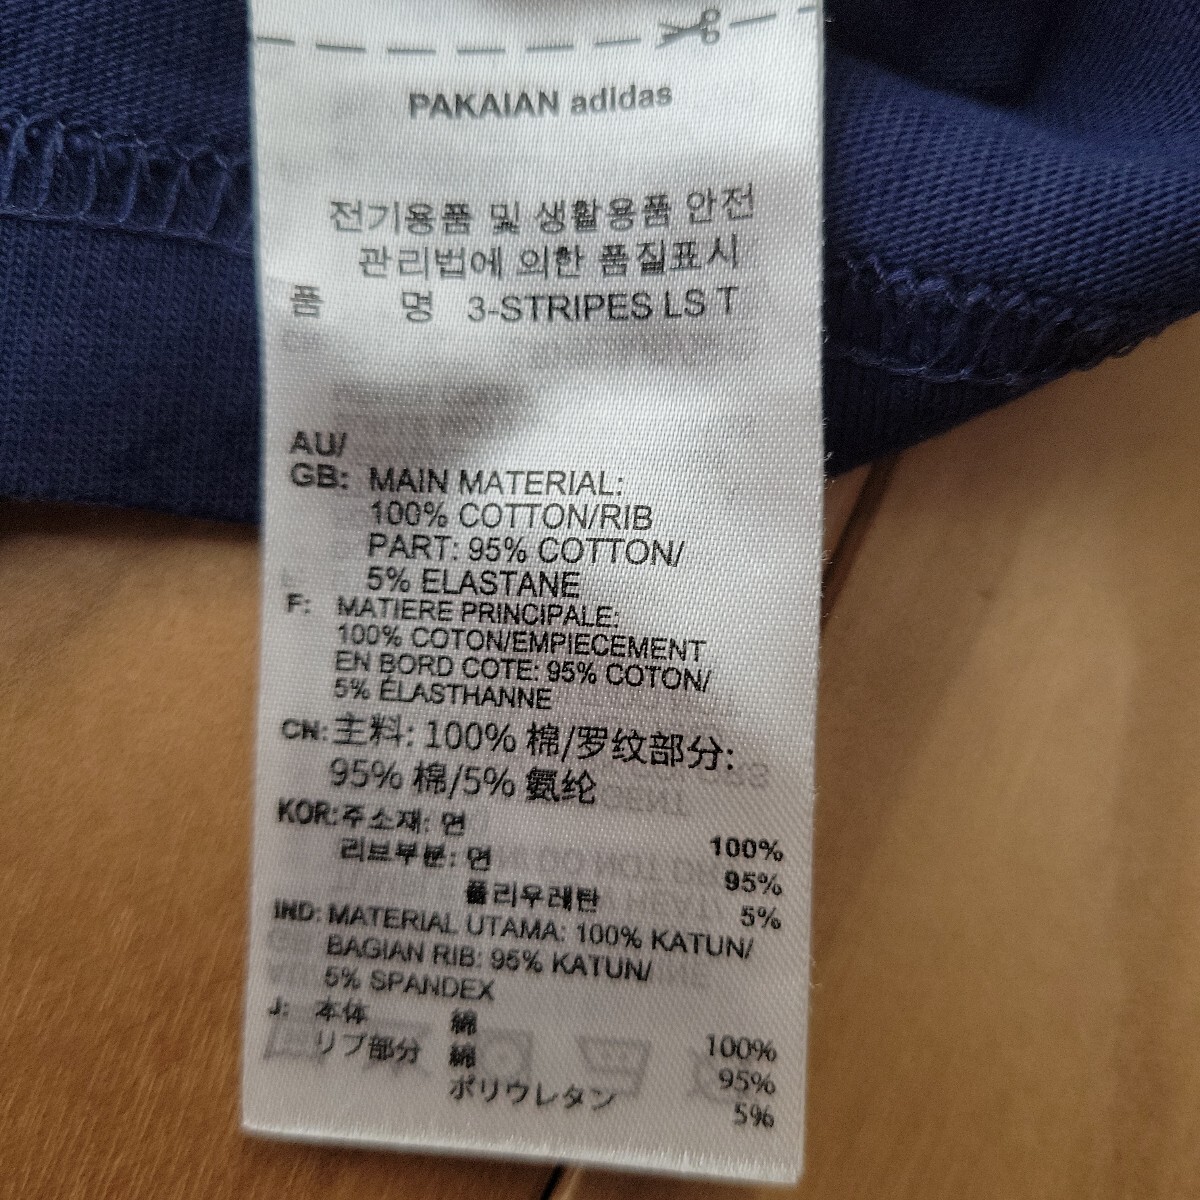 PAKAIAN adidas
전기용품 및 생활용품 안전
관리법에 의한 품질표시
품 명 3-STRIPES LS T
AU/
GB: MAIN MATERIAL:
100% COTTON/RIB
PART: 95% COTTON/
5% ELASTANE
F: MATIERE PRINCIPALE:
100% COTON/EMPIECEMENT
EN BORD COTE: 95% COTON/
5% ÉLASTHANNE
CN: 主料: 100% 棉/罗纹部分:
95% 棉/5% 氨纶
KOR: 주소재: 면 100%
리브부분: 면 95%
폴리우레탄 5%
IND: MATERIAL UTAMA: 100% KATUN/
BAGIAN RIB: 95% KATUN/
5% SPANDEX
J: 本体 綿 100%
リブ部分 綿 95%
ポリウレタン 5%